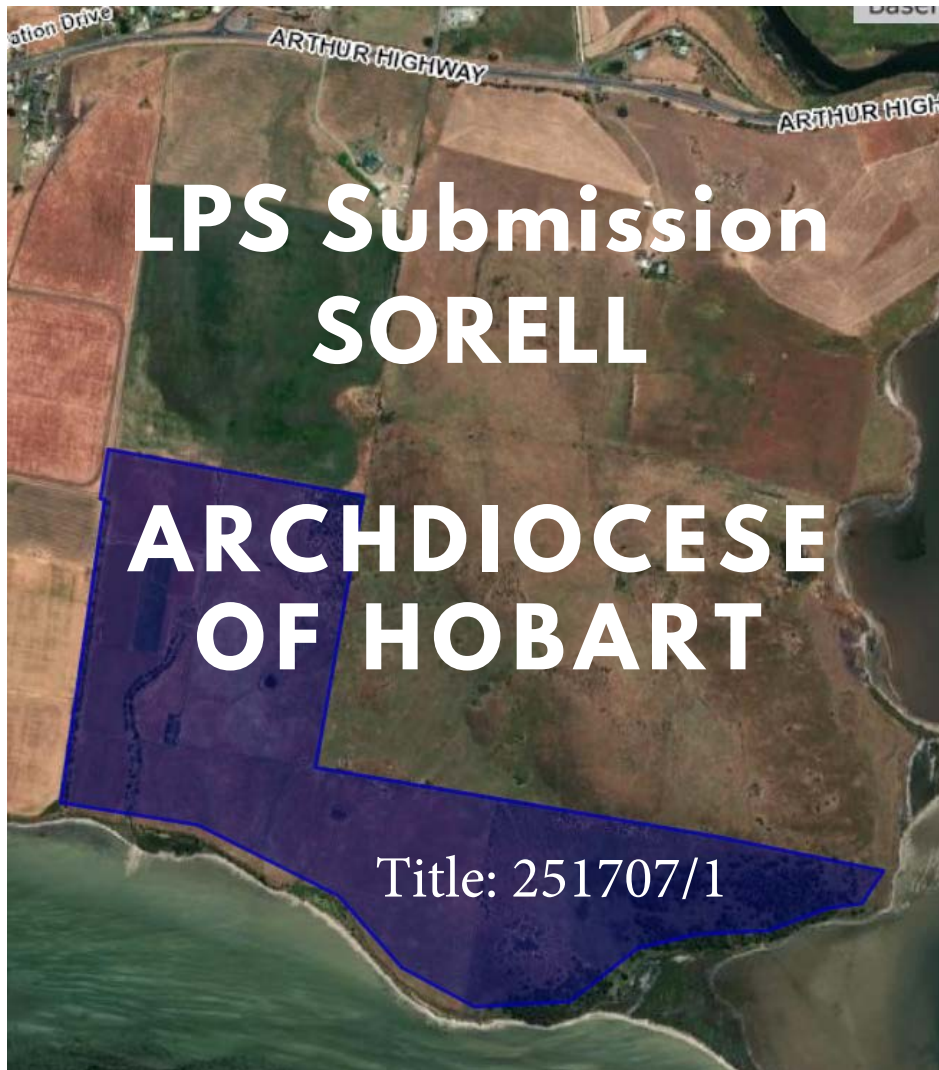 ation Drive
ARTHUR HIGHWAY
ARTHUR HIGH
LPS Submission
SORELL
ARCHDIOCESE
OF HOBART
Title: 251707/1